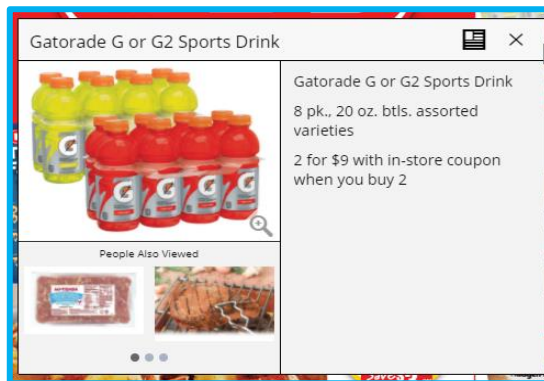 Gatorade G or G2 Sports Drink
Gatorade G or G2 Sports Drink
8 pk., 20 oz. btls. assorted
varieties
2 for $9 with in-store coupon
when you buy 2
G
G
G
G
G
People Also Viewed